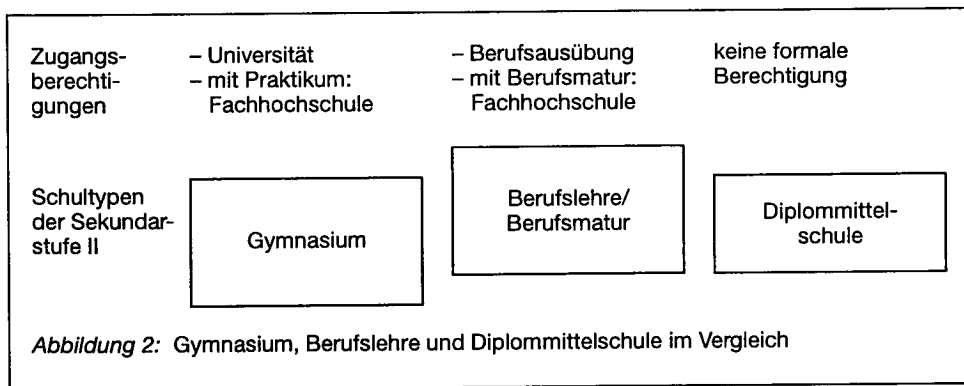 Zugangs-
berechti-
gungen
– Universität
– mit Praktikum:
Fachhochschule
– Berufsausübung
– mit Berufsmatur:
Fachhochschule
keine formale
Berechtigung
Schultypen
der Sekundar-
stufe II
Gymnasium
Berufslehre/
Berufsmatur
Diplommittel-
schule
Abbildung 2: Gymnasium, Berufslehre und Diplommittelschule im Vergleich